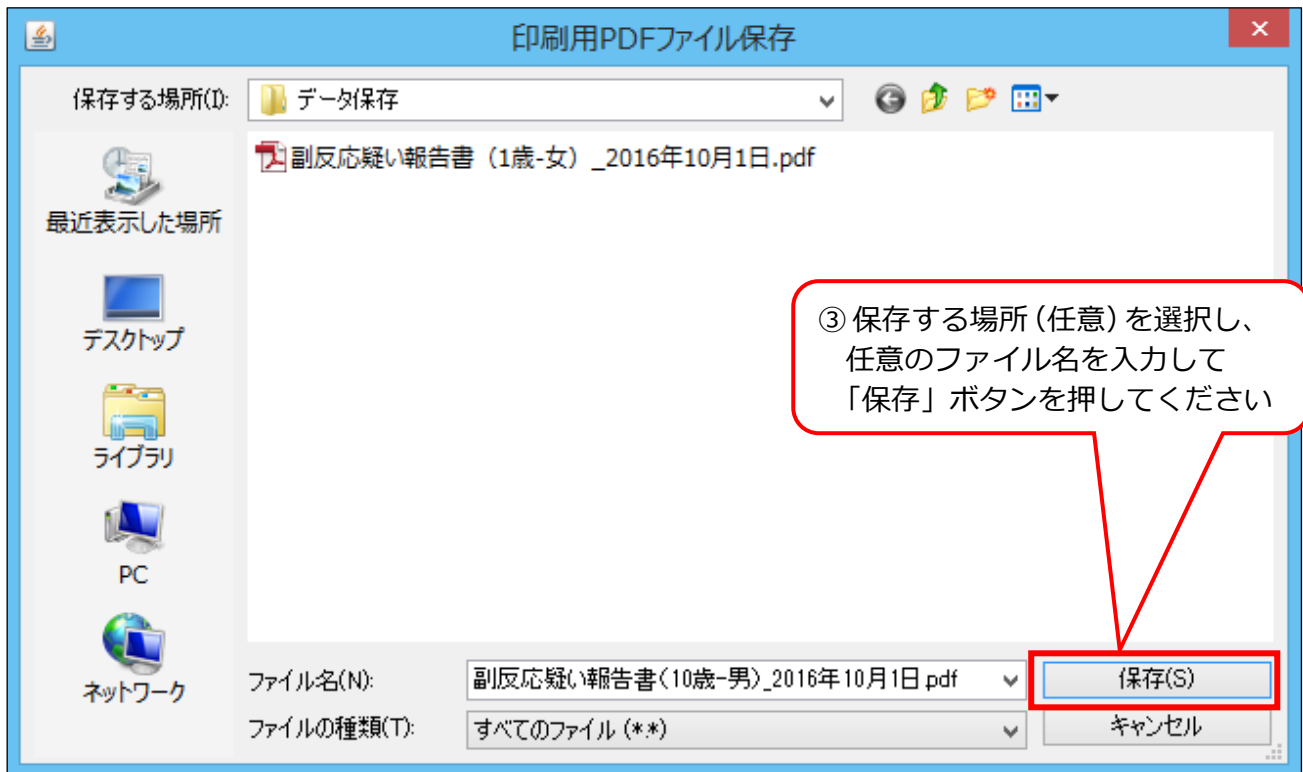 印刷用PDFファイル保存
保存する場所(I):
データ保存
副反応疑い報告書（1歳-女）_2016年10月1日.pdf
最近表示した場所
デスクトップ
ライブラリ
PC
ネットワーク
③ 保存する場所（任意）を選択し、
任意のファイル名を入力して
「保存」ボタンを押してください
ファイル名(N):
副反応疑い報告書(10歳-男)_2016年10月1日.pdf
保存(S)
ファイルの種類(T):
すべてのファイル (*.*)
キャンセル